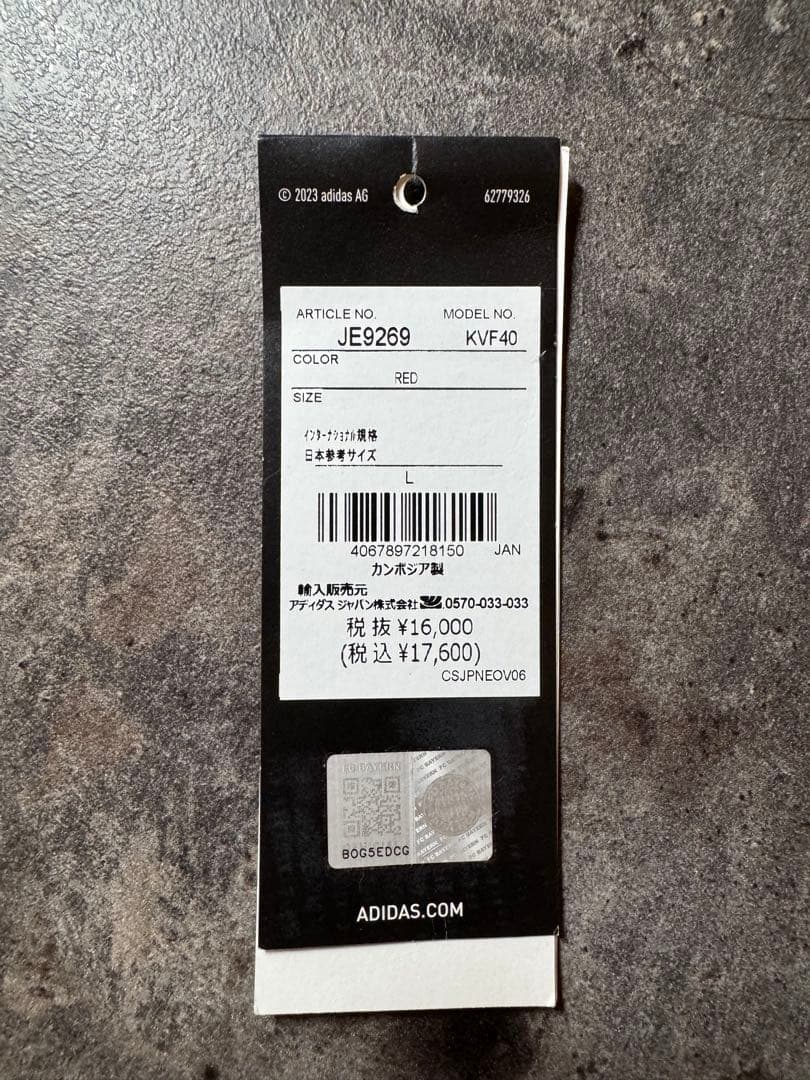 © 2023 adidas AG 62779326
ARTICLE NO. MODEL NO.
JE9269 KVF40
COLOR
RED
SIZE
インターナショナル規格
日本参考サイズ
L
4067897218150 JAN
カンボジア製
輸入販売元
アディダス ジャパン株式会社 0570-033-033
税抜 ¥16,000
(税込 ¥17,600)
CSJPNEOV06
FC BAYERN
BOG5EDCG
ADIDAS.COM